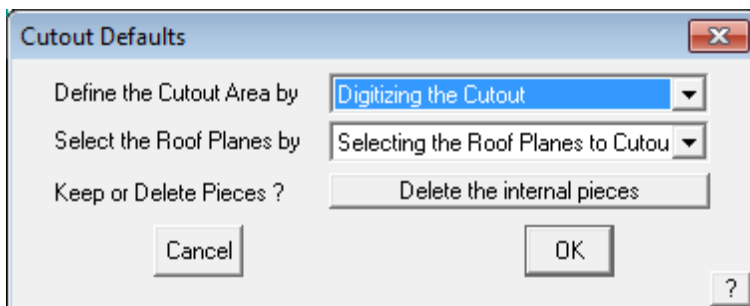 Cutout Defaults
Define the Cutout Area by Digitizing the Cutout
Select the Roof Planes by Selecting the Roof Planes to Cutou
Keep or Delete Pieces ? Delete the internal pieces
Cancel OK
?